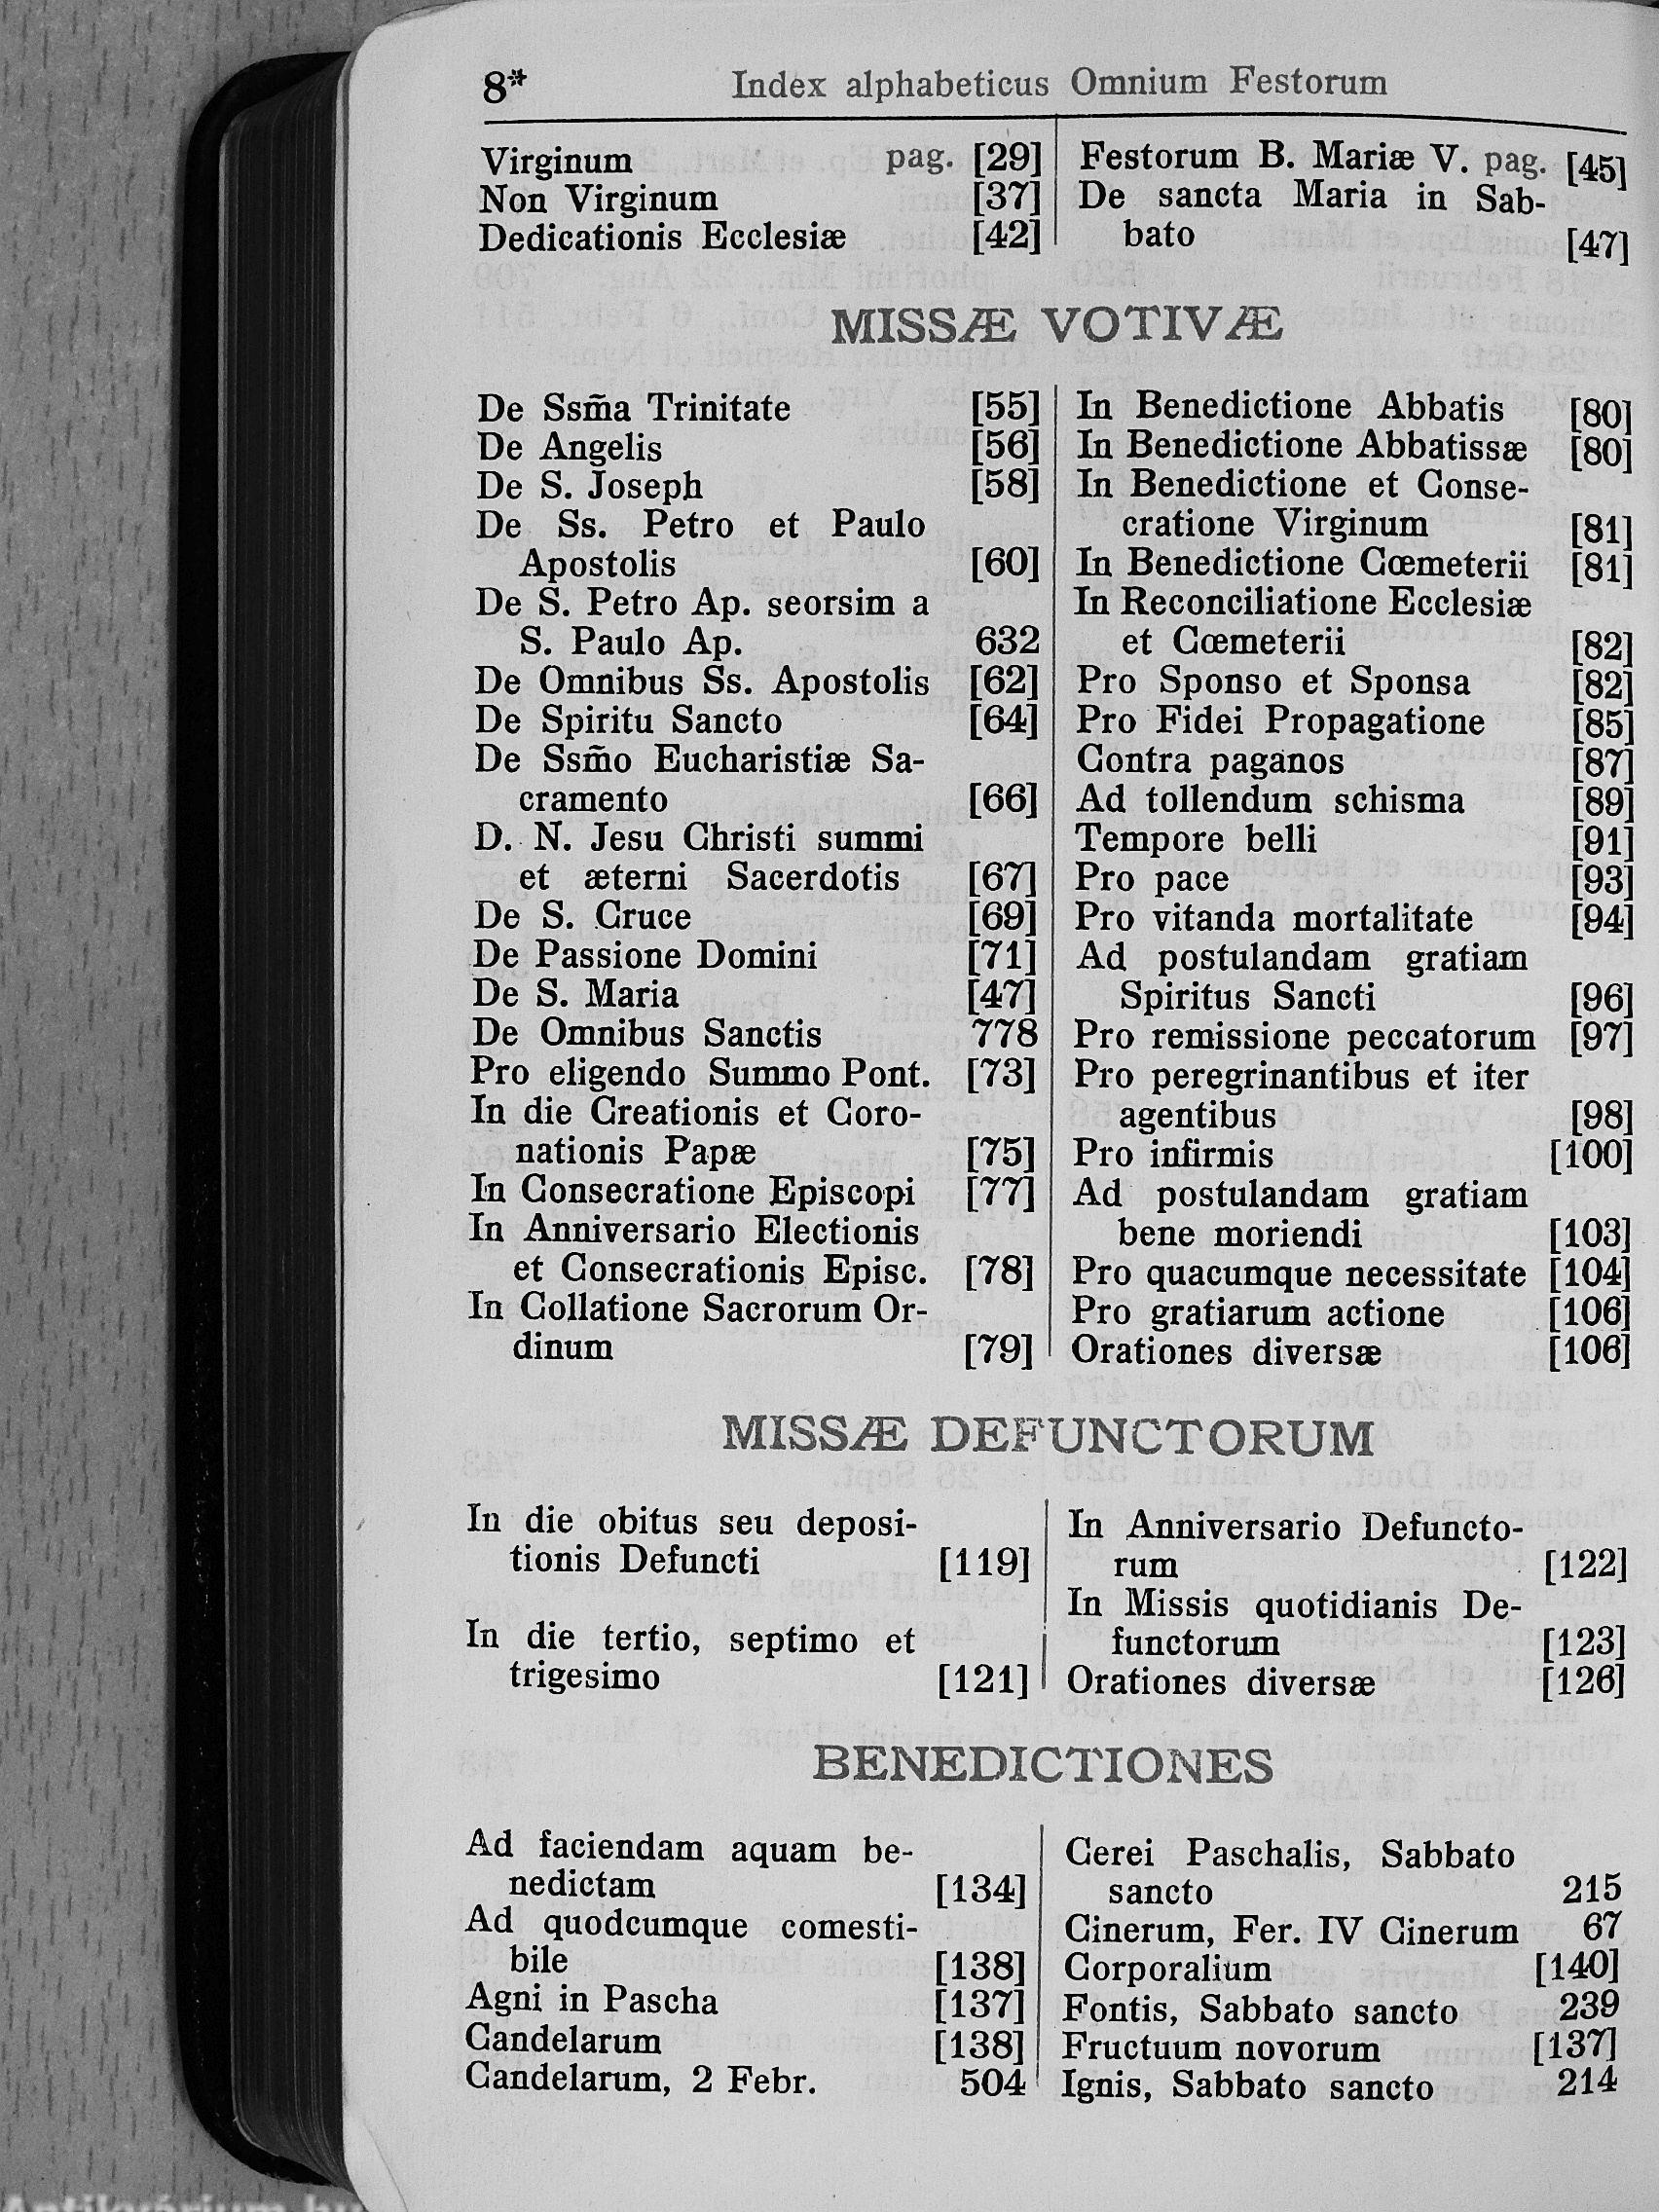 8* Index alphabeticus Omnium Festorum
Virginum pag. [29]
Non Virginum [37]
Dedicationis Ecclesiæ [42]
Festorum B. Mariæ V. pag. [45]
De sancta Maria in Sab-
bato [47]
MISSÆ VOTIVÆ
De Ssm̃a Trinitate [55]
De Angelis [56]
De S. Joseph [58]
De Ss. Petro et Paulo
Apostolis [60]
De S. Petro Ap. seorsim a
S. Paulo Ap. 632
De Omnibus Ss. Apostolis [62]
De Spiritu Sancto [64]
De Ssm̃o Eucharistiæ Sa-
cramento [66]
D. N. Jesu Christi summi
et æterni Sacerdotis [67]
De S. Cruce [69]
De Passione Domini [71]
De S. Maria [47]
De Omnibus Sanctis 778
Pro eligendo Summo Pont. [73]
In die Creationis et Coro-
nationis Papæ [75]
In Consecratione Episcopi [77]
In Anniversario Electionis
et Consecrationis Episc. [78]
In Collatione Sacrorum Or-
dinum [79]
In Benedictione Abbatis [80]
In Benedictione Abbatissæ [80]
In Benedictione et Conse-
cratione Virginum [81]
In Benedictione Cœmeterii [81]
In Reconciliatione Ecclesiæ
et Cœmeterii [82]
Pro Sponso et Sponsa [82]
Pro Fidei Propagatione [85]
Contra paganos [87]
Ad tollendum schisma [89]
Tempore belli [91]
Pro pace [93]
Pro vitanda mortalitate [94]
Ad postulandam gratiam
Spiritus Sancti [96]
Pro remissione peccatorum [97]
Pro peregrinantibus et iter
agentibus [98]
Pro infirmis [100]
Ad postulandam gratiam
bene moriendi [103]
Pro quacumque necessitate [104]
Pro gratiarum actione [106]
Orationes diversæ [106]
MISSÆ DEFUNCTORUM
In die obitus seu deposi-
tionis Defuncti [119]
In die tertio, septimo et
trigesimo [121]
In Anniversario Defuncto-
rum [122]
In Missis quotidianis De-
functorum [123]
Orationes diversæ [126]
BENEDICTIONES
Ad faciendam aquam be-
nedictam [134]
Ad quodcumque comesti-
bile [138]
Agni in Pascha [137]
Candelarum [138]
Candelarum, 2 Febr. 504
Cerei Paschalis, Sabbato
sancto 215
Cinerum, Fer. IV Cinerum 67
Corporalium [140]
Fontis, Sabbato sancto 239
Fructuum novorum [137]
Ignis, Sabbato sancto 214